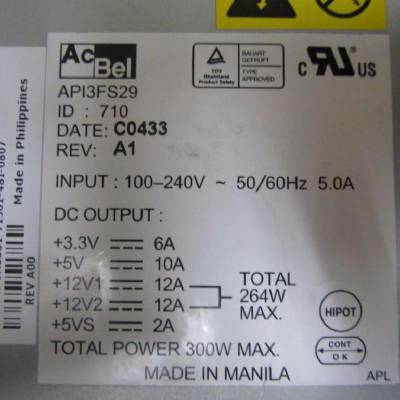 AcBel
API3FS29
ID : 710
DATE: C0433
REV: A1
TÜV
Rheinland
Product Safety
BAUART
GEPRÜFT
TYPE
APPROVED
C RU US
INPUT : 100–240V ~ 50/60Hz 5.0A
DC OUTPUT :
+3.3V 6A
+5V 10A
+12V1 12A
+12V2 12A
+5VS 2A
TOTAL
264W
MAX.
HIPOT
TOTAL POWER 300W MAX.
CONT
OK
MADE IN MANILA
APL
Made in Philippines
REV A00